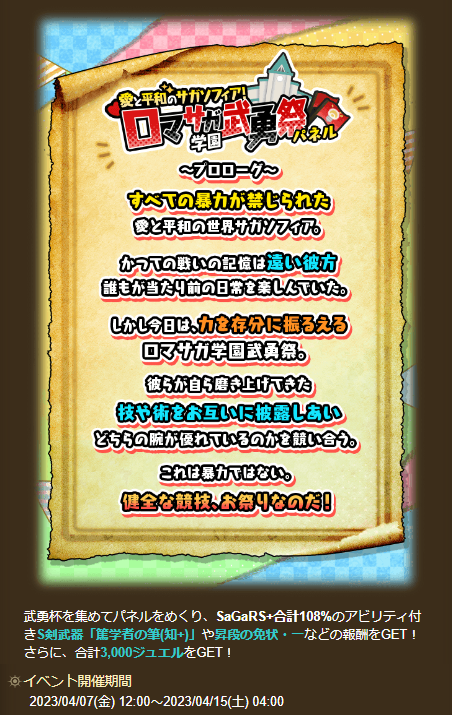 愛と平和のサガソフィア!
ロマサガ学園武勇祭パネル
~プロローグ~
すべての暴力が禁じられた
愛と平和の世界サガソフィア。
かつての戦いの記憶は遠い彼方
誰もが当たり前の日常を楽しんでいた。
しかし今日は、力を存分に振るえる
ロマサガ学園武勇祭。
彼らが自ら磨き上げてきた
技や術をお互いに披露しあい
どちらの腕が優れているのかを競い合う。
これは暴力ではない。
健全な競技、お祭りなのだ!
武勇杯を集めてパネルをめくり、SaGaRS+合計108%のアビリティ付
きS剣武器「篤学者の筆(知+)」や昇段の免状・一などの報酬をGET!
さらに、合計3,000ジュエルをGET!
イベント開催期間
2023/04/07(金) 12:00～2023/04/15(土) 04:00